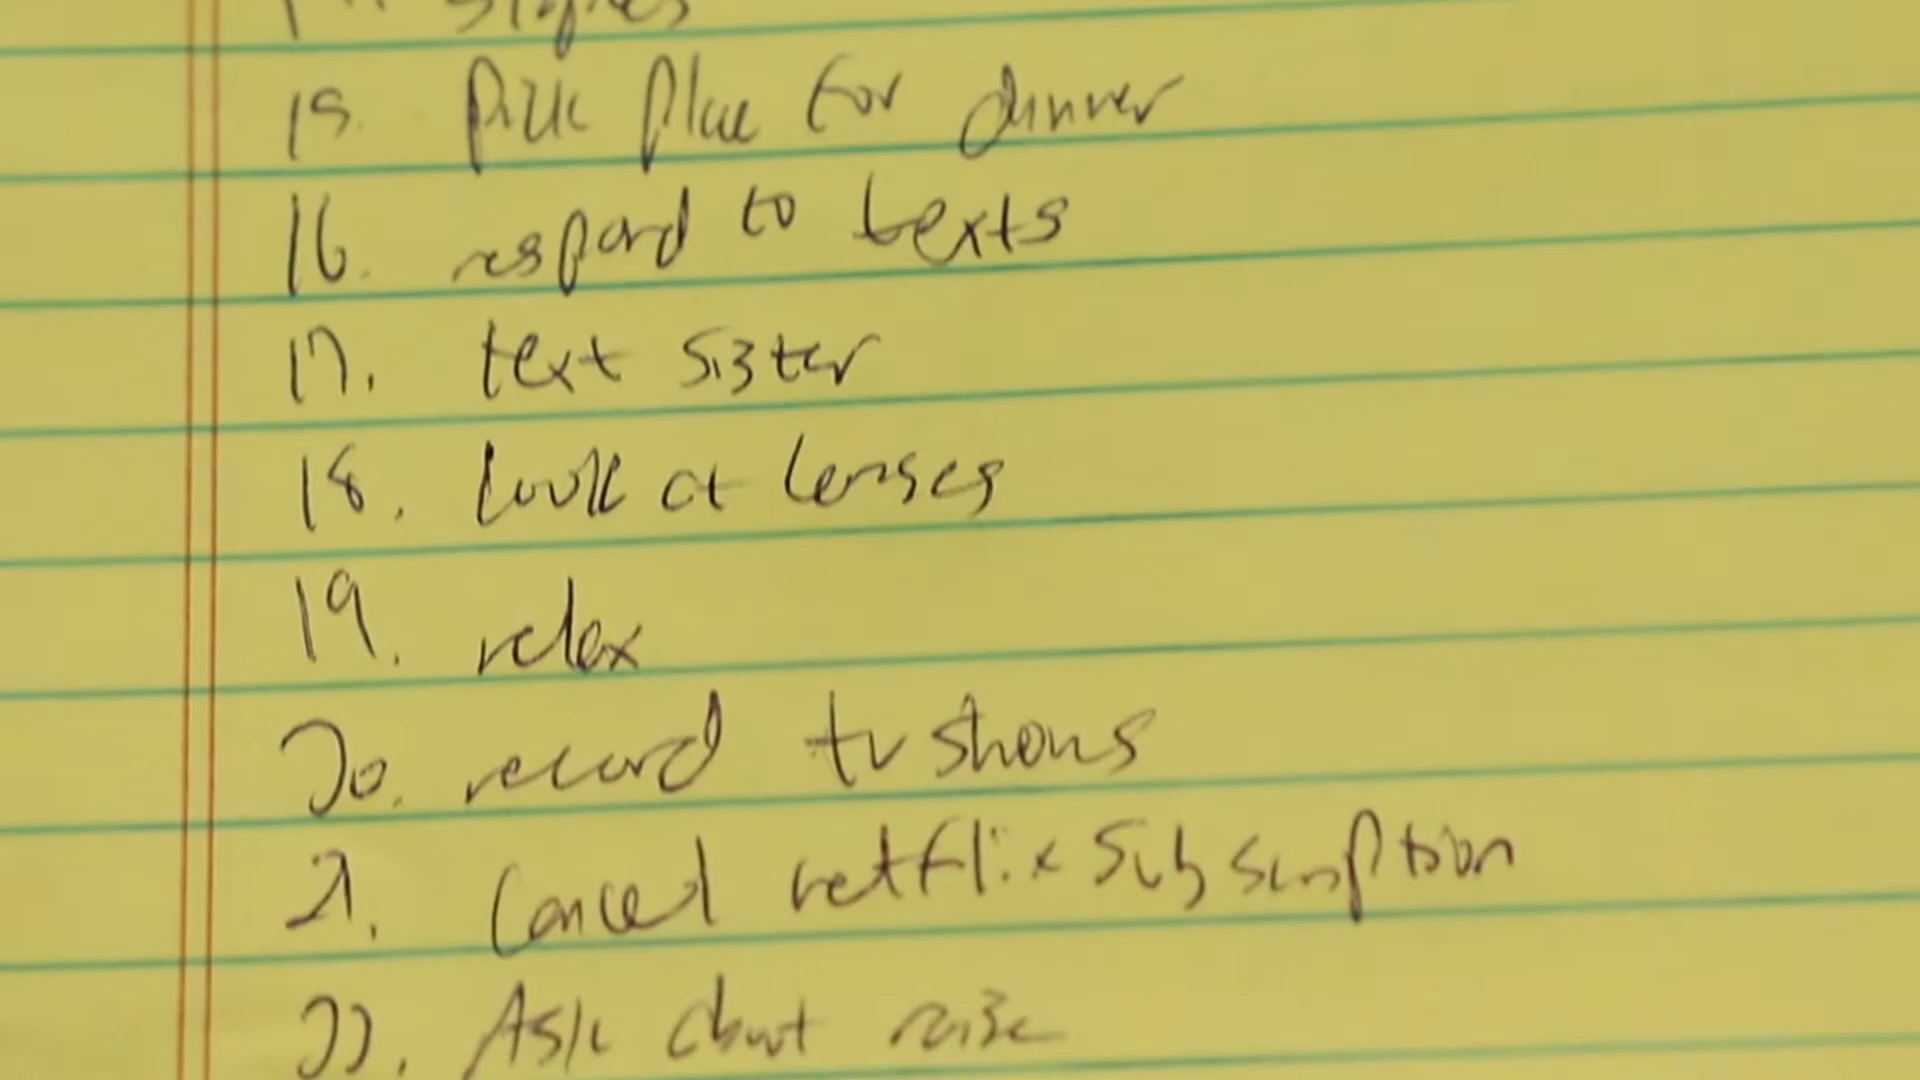 15. Pick place for dinner
16. respond to texts
17. text sister
18. look at lenses
19. relax
20. record tv shows
21. Cancel netflix subscription
22. Ask about raise